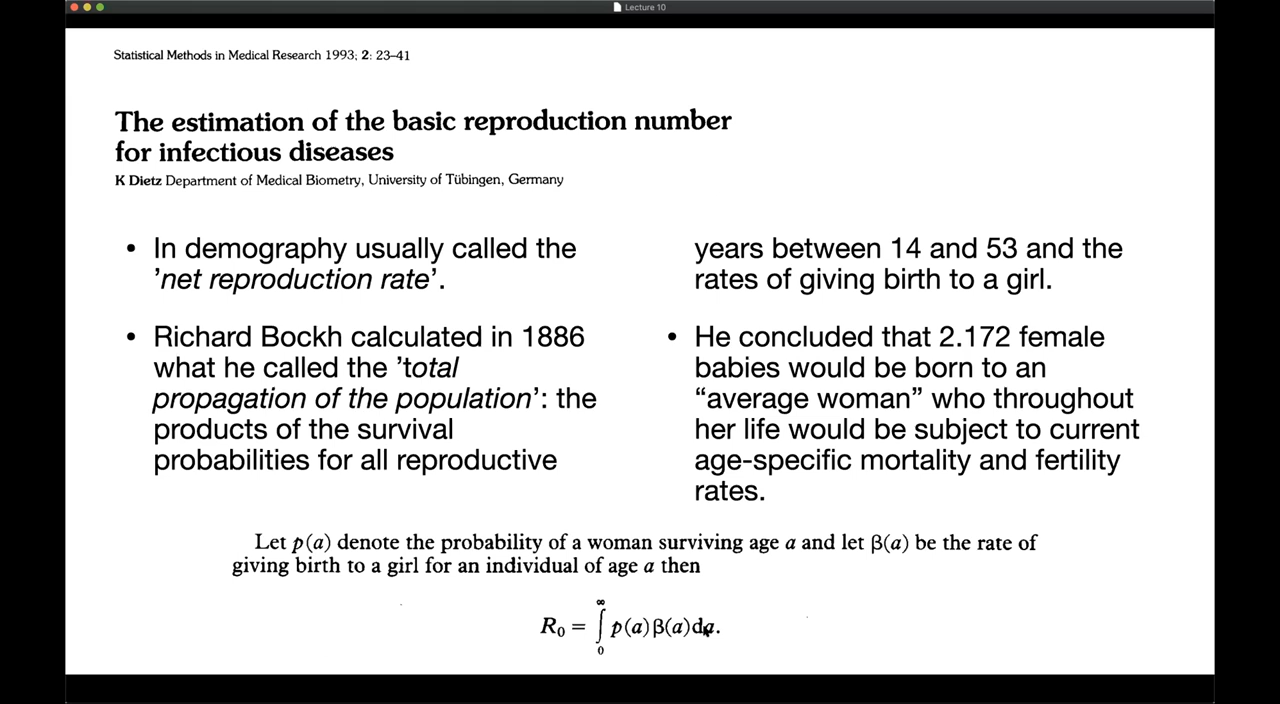 Lecture 10
Statistical Methods in Medical Research 1993; 2: 23–41
The estimation of the basic reproduction number
for infectious diseases
K Dietz Department of Medical Biometry, University of Tübingen, Germany
• In demography usually called the
’net reproduction rate’.
• Richard Bockh calculated in 1886
what he called the ’total
propagation of the population’: the
products of the survival
probabilities for all reproductive
years between 14 and 53 and the
rates of giving birth to a girl.
• He concluded that 2.172 female
babies would be born to an
“average woman” who throughout
her life would be subject to current
age-specific mortality and fertility
rates.
Let p(a) denote the probability of a woman surviving age a and let β(a) be the rate of
giving birth to a girl for an individual of age a then
R₀ = ∫₀^∞ p(a)β(a)da.